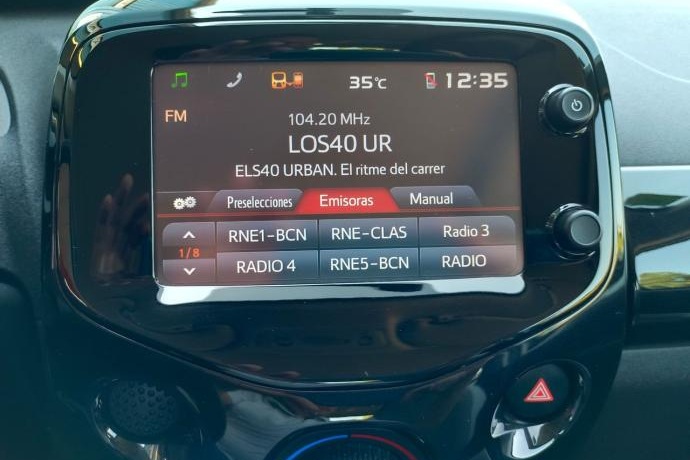 35°C 12:35
FM
104.20 MHz
LOS40 UR
ELS40 URBAN. El ritme del carrer
Preselecciones Emisoras Manual
RNE1-BCN RNE-CLAS Radio 3
1/8
RADIO 4 RNE5-BCN RADIO